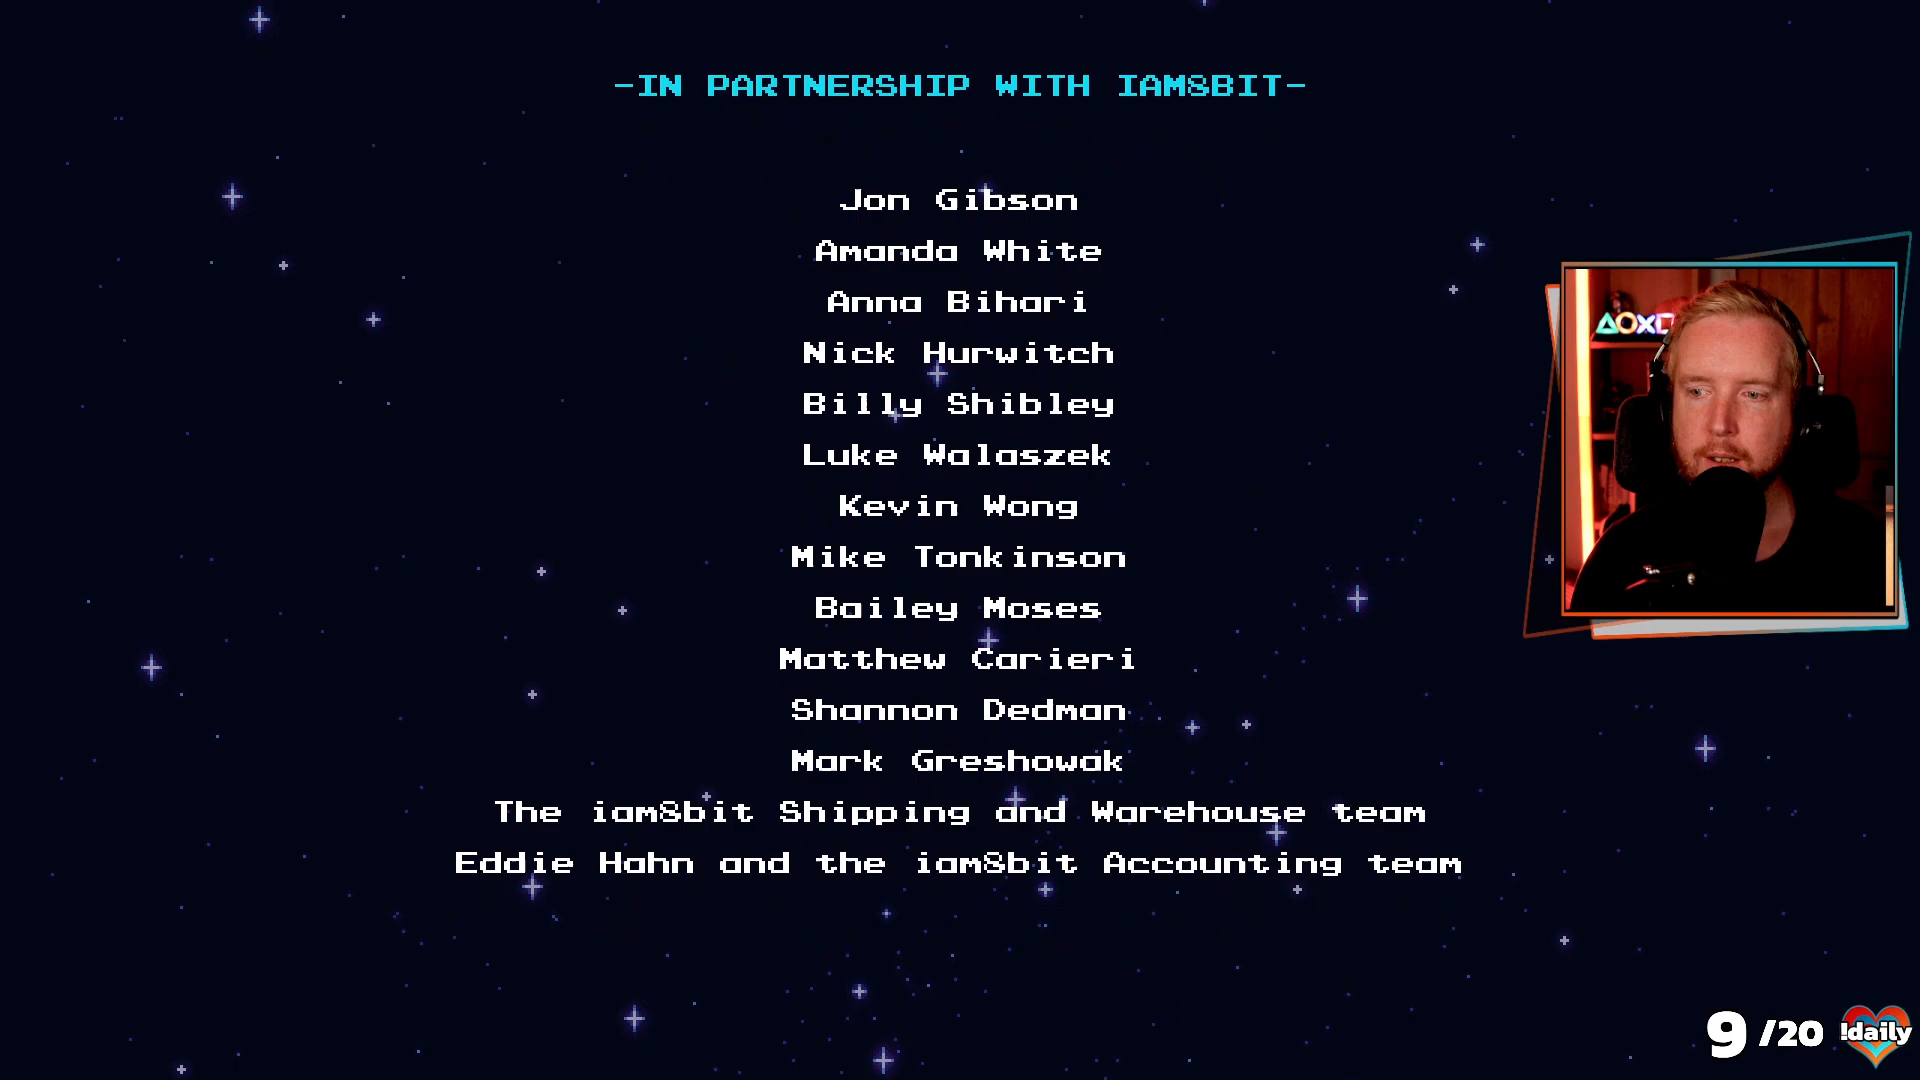 -IN PARTNERSHIP WITH IAM8BIT-
Jon Gibson
Amanda White
Anna Bihari
Nick Hurwitch
Billy Shibley
Luke Walaszek
Kevin Wong
Mike Tonkinson
Bailey Moses
Matthew Carieri
Shannon Dedman
Mark Greshowak
The iam8bit Shipping and Warehouse team
Eddie Hahn and the iam8bit Accounting team
9 /20 !daily